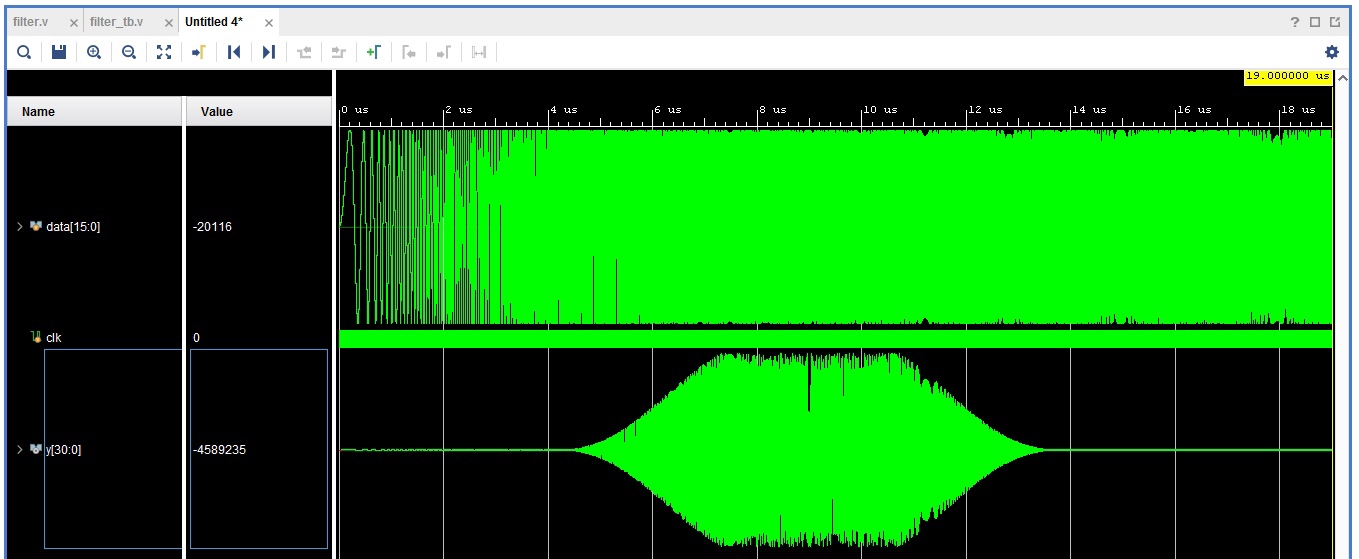 filter.v × filter_tb.v × Untitled 4* ×
?
19.000000 us
Name Value
0 us 2 us 4 us 6 us 8 us 10 us 12 us 14 us 16 us 18 us
data[15:0] -20116
clk 0
y[30:0] -4589235